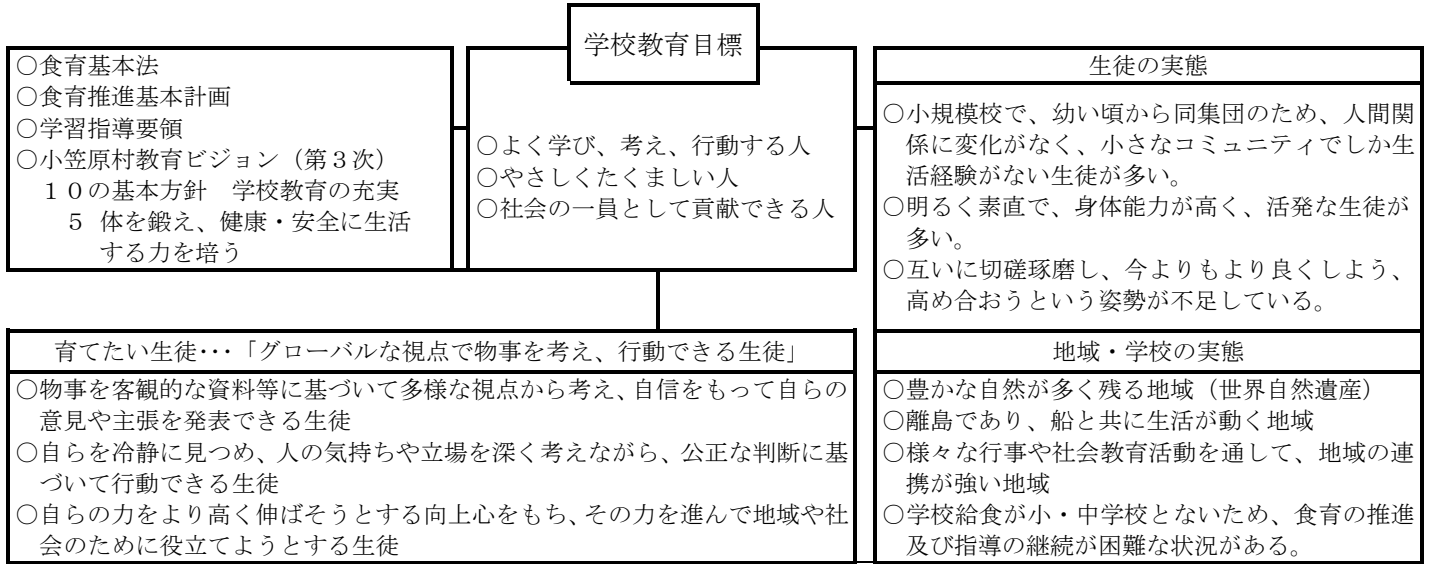 学校教育目標
○食育基本法
○食育推進基本計画
○学習指導要領
○小笠原村教育ビジョン（第３次）
１０の基本方針　学校教育の充実
５　体を鍛え、健康・安全に生活
する力を培う
○よく学び、考え、行動する人
○やさしくたくましい人
○社会の一員として貢献できる人
生徒の実態
○小規模校で、幼い頃から同集団のため、人間関
係に変化がなく、小さなコミュニティでしか生
活経験がない生徒が多い。
○明るく素直で、身体能力が高く、活発な生徒が
多い。
○互いに切磋琢磨し、今よりもより良くしよう、
高め合おうという姿勢が不足している。
育てたい生徒･･･「グローバルな視点で物事を考え、行動できる生徒」
○物事を客観的な資料等に基づいて多様な視点から考え、自信をもって自らの
意見や主張を発表できる生徒
○自らを冷静に見つめ、人の気持ちや立場を深く考えながら、公正な判断に基
づいて行動できる生徒
○自らの力をより高く伸ばそうとする向上心をもち、その力を進んで地域や社
会のために役立てようとする生徒
地域・学校の実態
○豊かな自然が多く残る地域（世界自然遺産）
○離島であり、船と共に生活が動く地域
○様々な行事や社会教育活動を通して、地域の連
携が強い地域
○学校給食が小・中学校とないため、食育の推進
及び指導の継続が困難な状況がある。